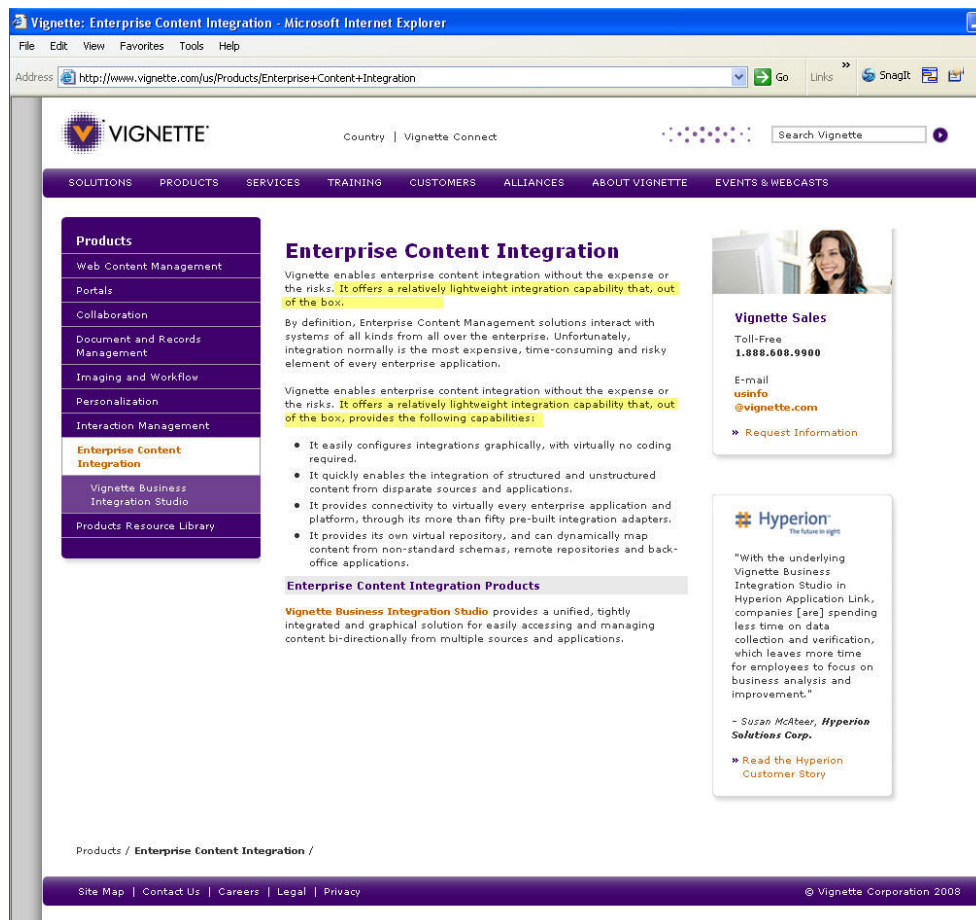 Vignette: Enterprise Content Integration - Microsoft Internet Explorer
File Edit View Favorites Tools Help
Address http://www.vignette.com/us/Products/Enterprise+Content+Integration Go Links » SnagIt
VIGNETTE
Country | Vignette Connect
Search Vignette
SOLUTIONS PRODUCTS SERVICES TRAINING CUSTOMERS ALLIANCES ABOUT VIGNETTE EVENTS & WEBCASTS
Products
Web Content Management
Portals
Collaboration
Document and Records
Management
Imaging and Workflow
Personalization
Interaction Management
Enterprise Content
Integration
Vignette Business
Integration Studio
Products Resource Library
Enterprise Content Integration
Vignette enables enterprise content integration without the expense or
the risks. It offers a relatively lightweight integration capability that, out
of the box.
By definition, Enterprise Content Management solutions interact with
systems of all kinds from all over the enterprise. Unfortunately,
integration normally is the most expensive, time-consuming and risky
element of every enterprise application.
Vignette enables enterprise content integration without the expense or
the risks. It offers a relatively lightweight integration capability that, out
of the box, provides the following capabilities:
• It easily configures integrations graphically, with virtually no coding
required.
• It quickly enables the integration of structured and unstructured
content from disparate sources and applications.
• It provides connectivity to virtually every enterprise application and
platform, through its more than fifty pre-built integration adapters.
• It provides its own virtual repository, and can dynamically map
content from non-standard schemas, remote repositories and back-
office applications.
Enterprise Content Integration Products
Vignette Business Integration Studio provides a unified, tightly
integrated and graphical solution for easily accessing and managing
content bi-directionally from multiple sources and applications.
Vignette Sales
Toll-Free
1.888.608.9900
E-mail
usinfo
@vignette.com
» Request Information
Hyperion
The future in sight
"With the underlying
Vignette Business
Integration Studio in
Hyperion Application Link,
companies [are] spending
less time on data
collection and verification,
which leaves more time
for employees to focus on
business analysis and
improvement."
– Susan McAteer, Hyperion
Solutions Corp.
» Read the Hyperion
Customer Story
Products / Enterprise Content Integration /
Site Map | Contact Us | Careers | Legal | Privacy
© Vignette Corporation 2008